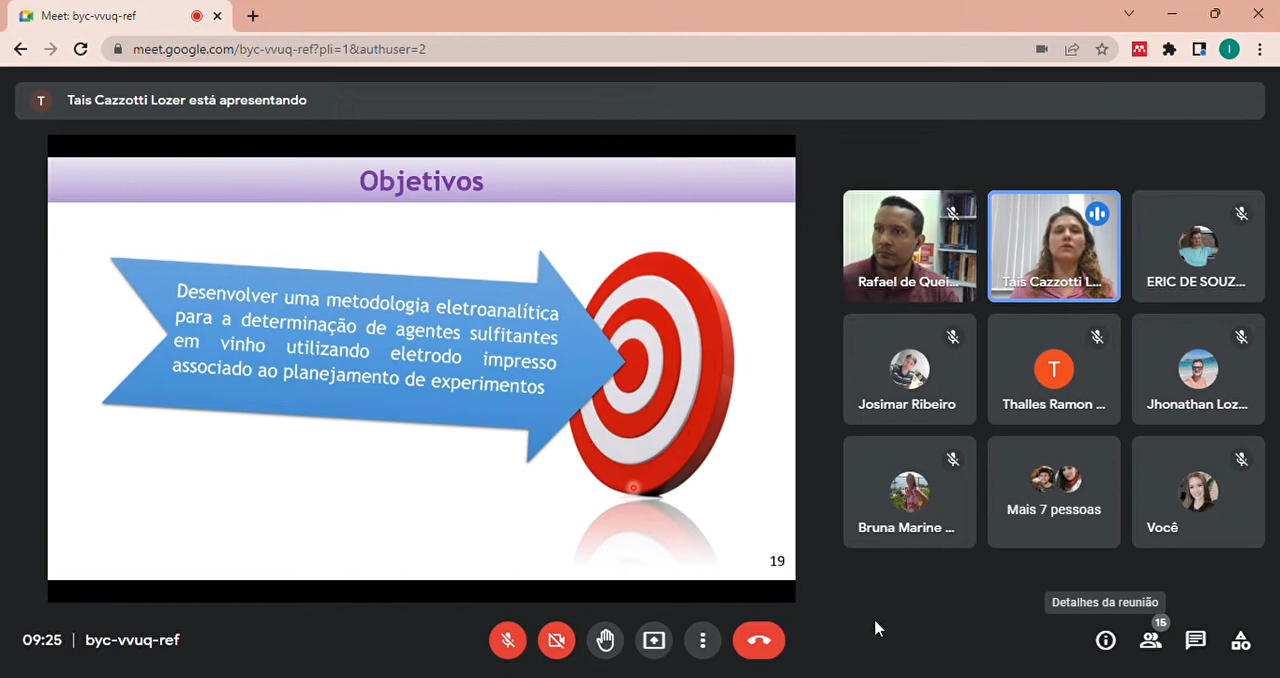 Meet: byc-vvuq-ref
meet.google.com/byc-vvuq-ref?pli=1&authuser=2
I
T
Tais Cazzotti Lozer está apresentando
Objetivos
Desenvolver uma metodologia eletroanalítica
para a determinação de agentes sulfitantes
em vinho utilizando eletrodo impresso
associado ao planejamento de experimentos
19
Rafael de Quei...
Tais Cazzotti L...
ERIC DE SOUZ...
Josimar Ribeiro
T
Thalles Ramon ...
Jhonathan Loz...
Bruna Marine ...
Mais 7 pessoas
Você
Detalhes da reunião
09:25 | byc-vvuq-ref
15